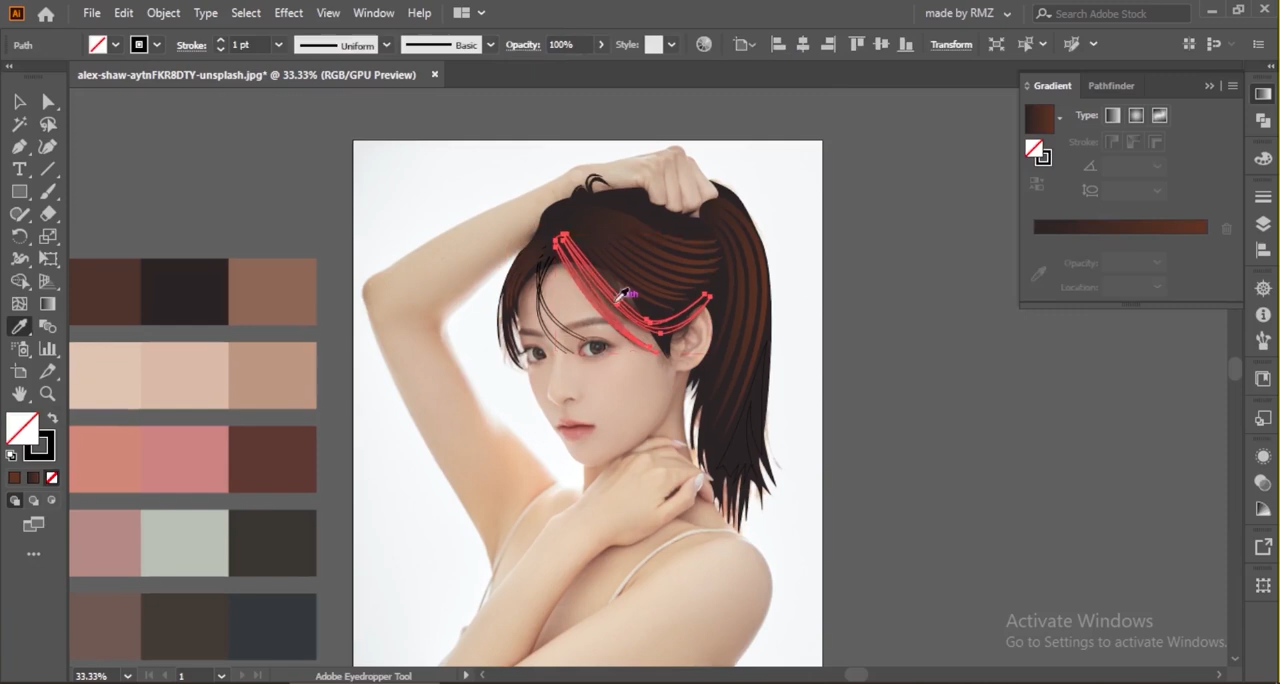 Ai File Edit Object Type Select Effect View Window Help made by RMZ Search Adobe Stock
Path Stroke: 1 pt Uniform Basic Opacity: 100% Style: Transform
alex-shaw-aytnFKR8DTY-unsplash.jpg* @ 33.33% (RGB/GPU Preview)
Gradient Pathfinder
Type:
Stroke:
Opacity:
Location:
Activate Windows
Go to Settings to activate Windows.
33.33% 1 Adobe Eyedropper Tool